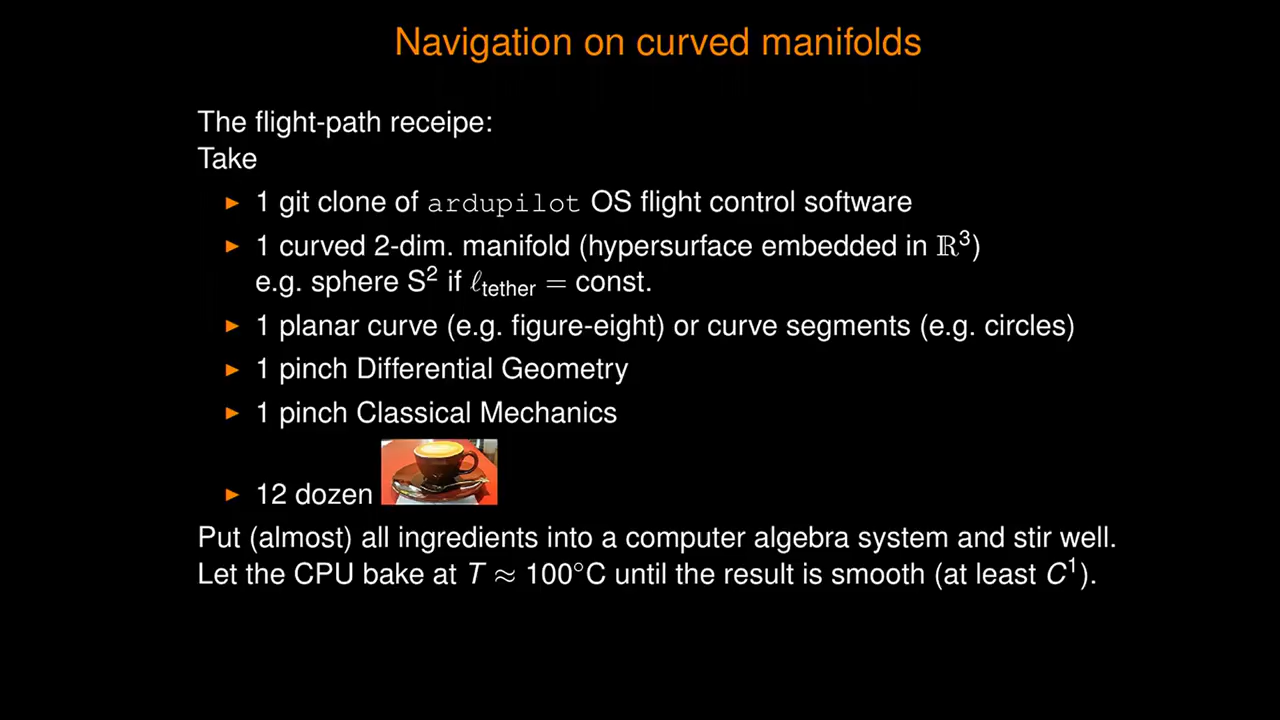 Navigation on curved manifolds
The flight-path receipe:
Take
▶ 1 git clone of ardupilot OS flight control software
▶ 1 curved 2-dim. manifold (hypersurface embedded in ℝ³)
e.g. sphere S² if ℓ_tether = const.
▶ 1 planar curve (e.g. figure-eight) or curve segments (e.g. circles)
▶ 1 pinch Differential Geometry
▶ 1 pinch Classical Mechanics
▶ 12 dozen
Put (almost) all ingredients into a computer algebra system and stir well.
Let the CPU bake at T ≈ 100°C until the result is smooth (at least C¹).